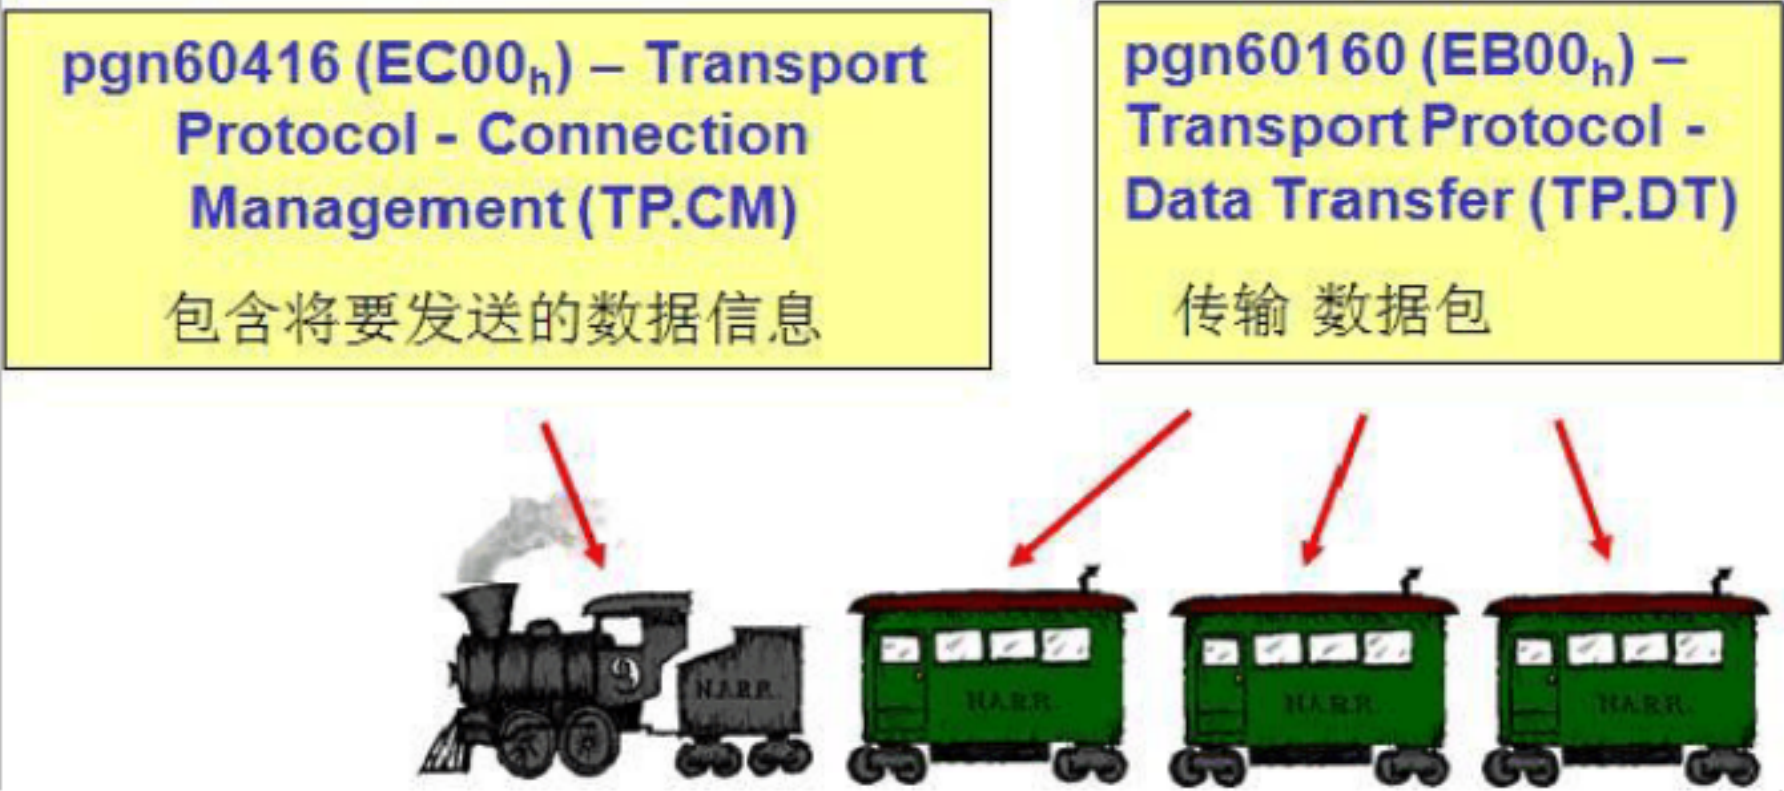 pgn60416 (EC00h) – Transport
Protocol - Connection
Management (TP.CM)
包含将要发送的数据信息
pgn60160 (EB00h) –
Transport Protocol -
Data Transfer (TP.DT)
传输 数据包
9
N.A.R.R.
N.A.R.R.
N.A.R.R.
N.A.R.R.